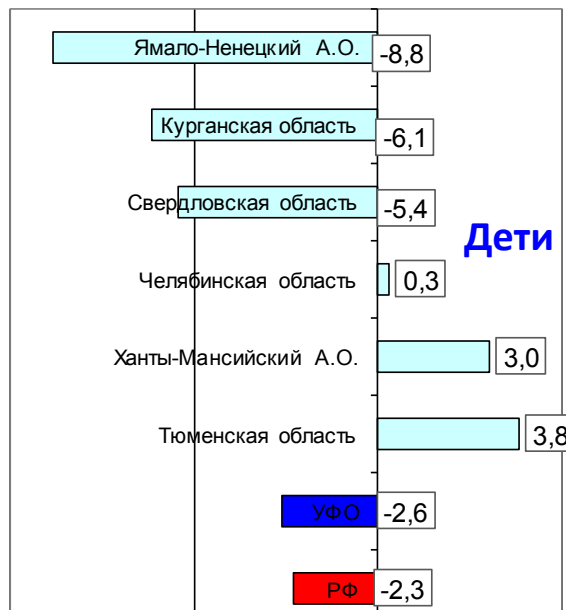 Ямало-Ненецкий А.О. -8,8
Курганская область -6,1
Свердловская область -5,4
Дети
Челябинская область 0,3
Ханты-Мансийский А.О. 3,0
Тюменская область 3,8
УФО -2,6
РФ -2,3